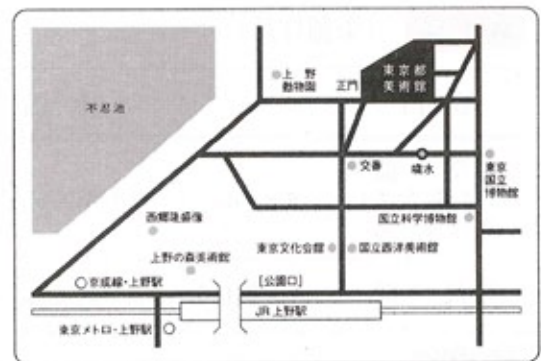 不忍池
上野
動物園
正門
東京都
美術館
交番
噴水
東京
国立
博物館
西郷隆盛像
国立科学博物館
上野の森美術館
東京文化会館
国立西洋美術館
京成線・上野駅
[公園口]
JR上野駅
東京メトロ・上野駅